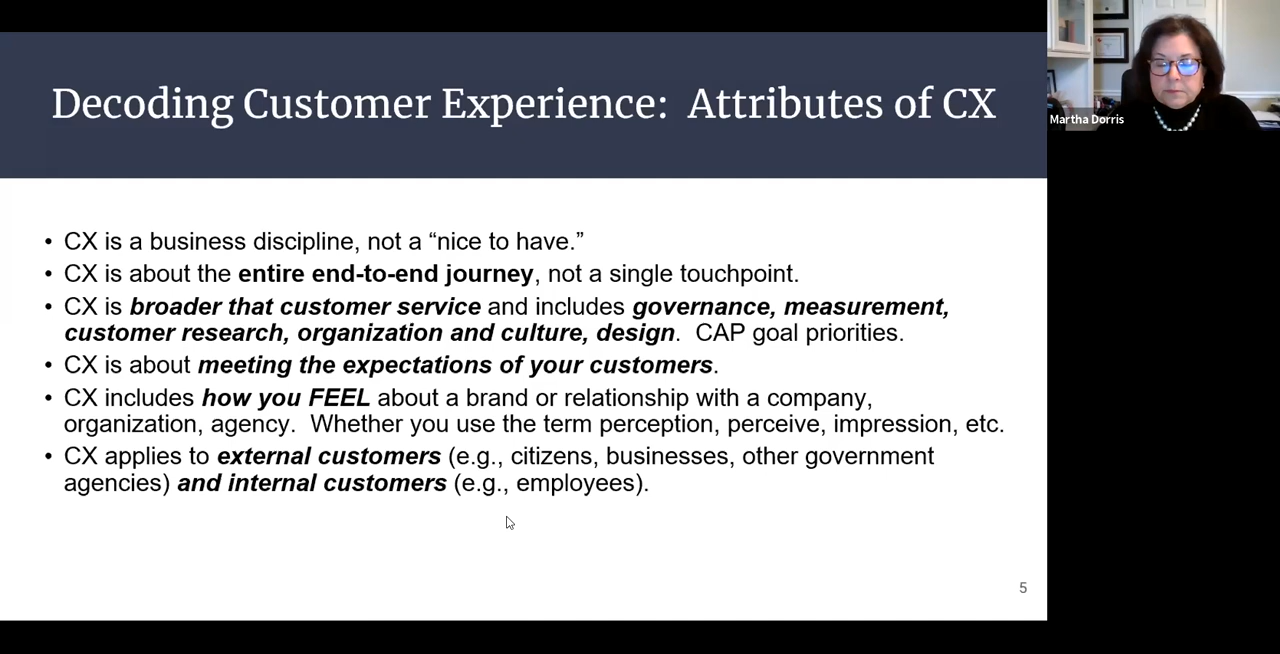 Decoding Customer Experience:  Attributes of CX
Martha Dorris
• CX is a business discipline, not a “nice to have.”
• CX is about the entire end-to-end journey, not a single touchpoint.
• CX is broader that customer service and includes governance, measurement,
customer research, organization and culture, design.  CAP goal priorities.
• CX is about meeting the expectations of your customers.
• CX includes how you FEEL about a brand or relationship with a company,
organization, agency.  Whether you use the term perception, perceive, impression, etc.
• CX applies to external customers (e.g., citizens, businesses, other government
agencies) and internal customers (e.g., employees).
5